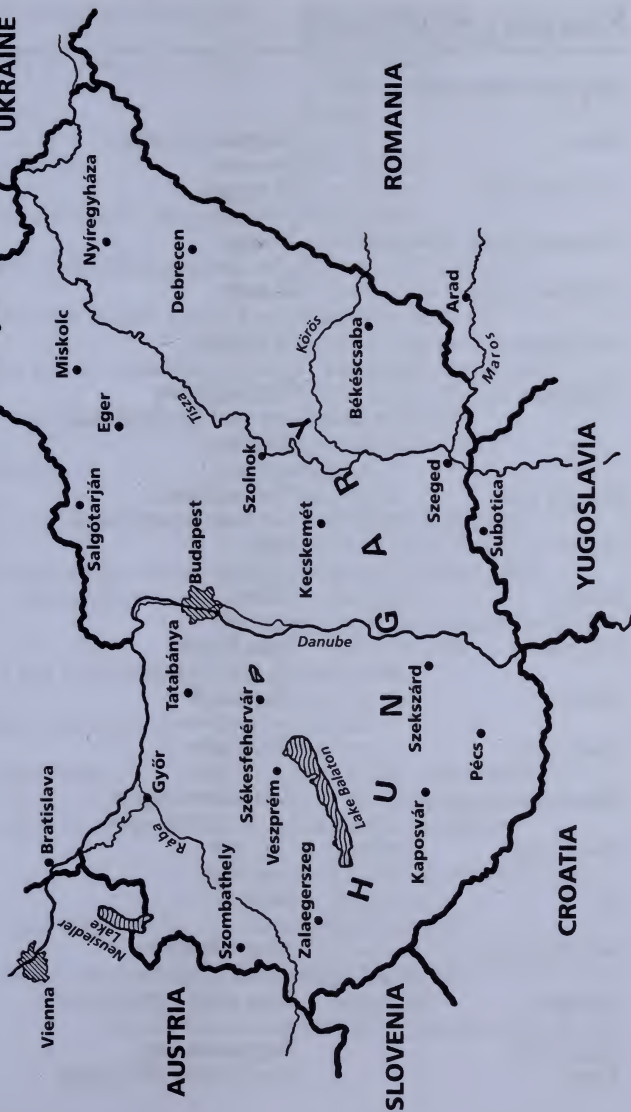 UKRAINE
Vienna
Bratislava
Neusiedler
Lake
AUSTRIA
Győr
Rába
Szombathely
Zalaegerszeg
SLOVENIA
Tatabánya
Székesfehérvár
Veszprém
Lake Balaton
Kaposvár
Szekszárd
Pécs
CROATIA
Danube
Budapest
Salgótarján
Eger
Miskolc
Nyíregyháza
Debrecen
Tisza
Szolnok
Kecskemét
HUNGARY
Körös
Békéscsaba
Szeged
Maros
Arad
ROMANIA
Subotica
YUGOSLAVIA